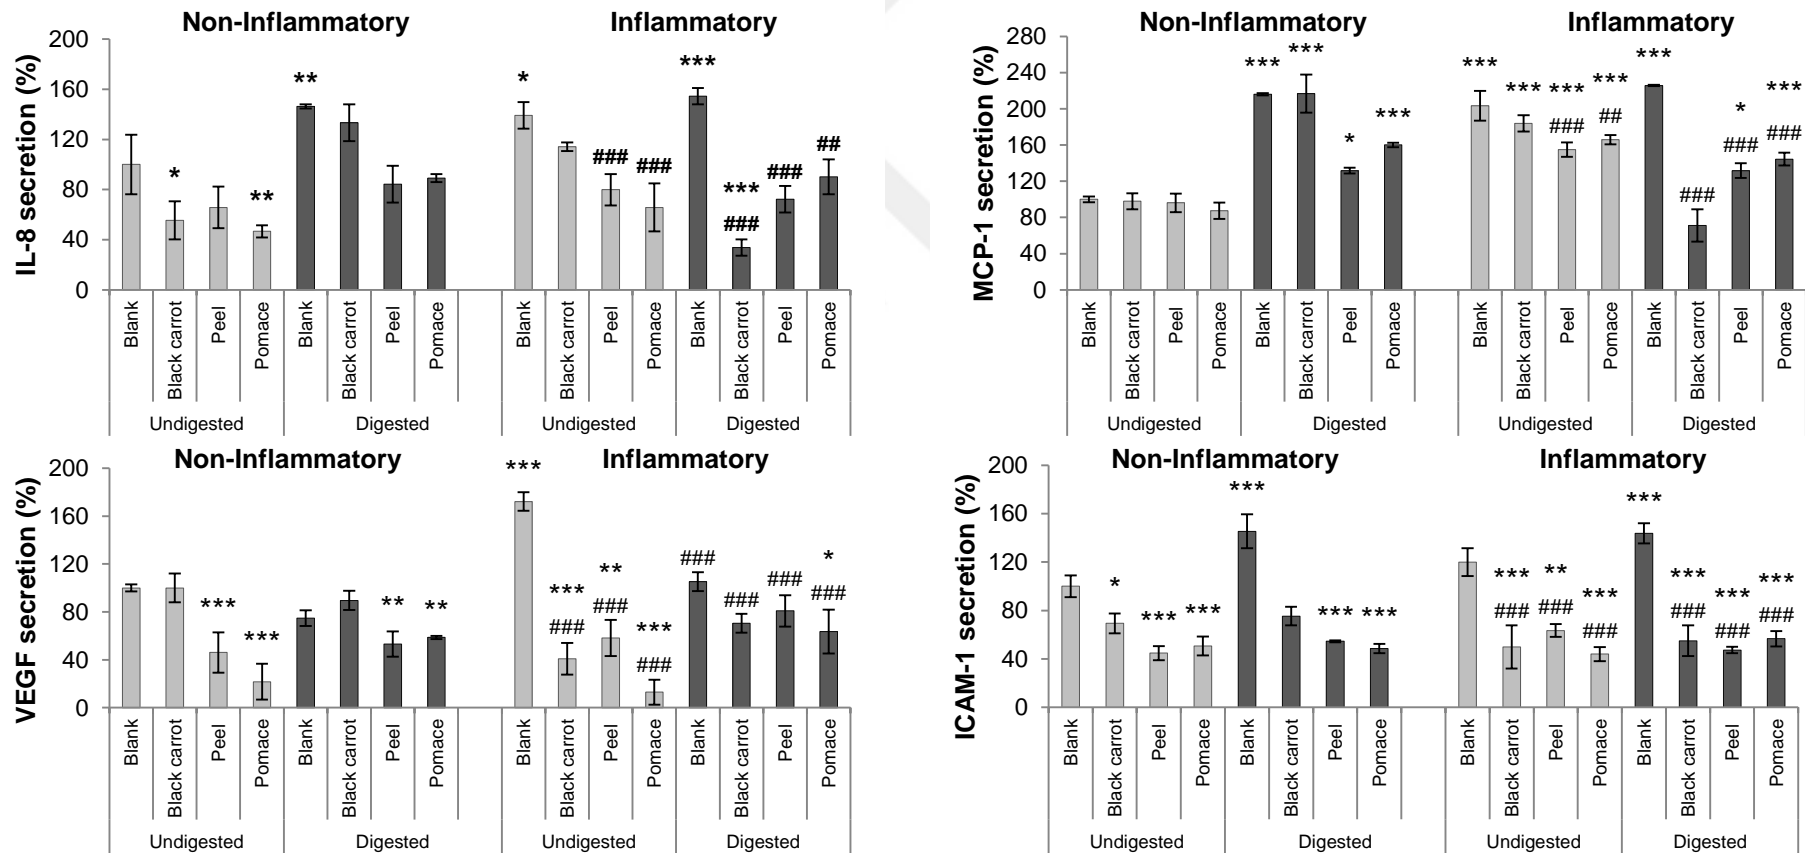 Non-Inflammatory Inflammatory
IL-8 secretion (%)
200
160
120
80
40
0
** * ***
* ** ### ### *** ### ### ##
Blank Black carrot Peel Pomace Blank Black carrot Peel Pomace Blank Black carrot Peel Pomace Blank Black carrot Peel Pomace
Undigested Digested Undigested Digested
Non-Inflammatory Inflammatory
MCP-1 secretion (%)
280
240
200
160
120
80
40
0
*** *** * *** *** *** *** *** *** * ***
### ## ### ### ###
Blank Black carrot Peel Pomace Blank Black carrot Peel Pomace Blank Black carrot Peel Pomace Blank Black carrot Peel Pomace
Undigested Digested Undigested Digested
Non-Inflammatory Inflammatory
VEGF secretion (%)
200
160
120
80
40
0
*** *** ** ** *** *** ** *** *
### ### ### ### ### ### ###
Blank Black carrot Peel Pomace Blank Black carrot Peel Pomace Blank Black carrot Peel Pomace Blank Black carrot Peel Pomace
Undigested Digested Undigested Digested
Non-Inflammatory Inflammatory
ICAM-1 secretion (%)
200
160
120
80
40
0
* *** *** *** *** *** *** ** *** *** *** *** ***
### ### ### ### ### ###
Blank Black carrot Peel Pomace Blank Black carrot Peel Pomace Blank Black carrot Peel Pomace Blank Black carrot Peel Pomace
Undigested Digested Undigested Digested